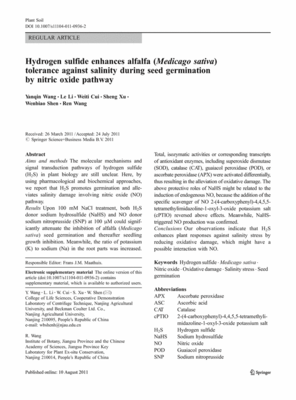 Plant Soil
DOI 10.1007/s11104-011-0936-2
REGULAR ARTICLE
Hydrogen sulfide enhances alfalfa (Medicago sativa)
tolerance against salinity during seed germination
by nitric oxide pathway
Yanqin Wang · Le Li · Weiti Cui · Sheng Xu ·
Wenbiao Shen · Ren Wang
Received: 26 March 2011 / Accepted: 24 July 2011
© Springer Science+Business Media B.V. 2011
Abstract
Aims and methods The molecular mechanisms and
signal transduction pathways of hydrogen sulfide
(H2S) in plant biology are still unclear. Here, by
using pharmacological and biochemical approaches,
we report that H2S promotes germination and alle-
viates salinity damage involving nitric oxide (NO)
pathway.
Results Upon 100 mM NaCl treatment, both H2S
donor sodium hydrosulfide (NaHS) and NO donor
sodium nitroprusside (SNP) at 100 μM could signif-
icantly attenuate the inhibition of alfalfa (Medicago
sativa) seed germination and thereafter seedling
growth inhibition. Meanwhile, the ratio of potassium
(K) to sodium (Na) in the root parts was increased.
Responsible Editor: Frans J.M. Maathuis.
Electronic supplementary material The online version of this
article (doi:10.1007/s11104-011-0936-2) contains
supplementary material, which is available to authorized users.
Y. Wang · L. Li · W. Cui · S. Xu · W. Shen
College of Life Sciences, Cooperative Demonstration
Laboratory of Centrifuge Technique, Nanjing Agricultural
University, and Beckman Coulter Ltd. Co.,
Nanjing Agricultural University,
Nanjing 210095, People's Republic of China
e-mail: wbshenh@njau.edu.cn
R. Wang
Institute of Botany, Jiangsu Province and the Chinese
Academy of Sciences, Jiangsu Province Key
Laboratory for Plant Ex-situ Conservation,
Nanjing 210014, People's Republic of China
Total, isozymatic activities or corresponding transcripts
of antioxidant enzymes, including superoxide dismutase
(SOD), catalase (CAT), guaiacol peroxidase (POD), or
ascorbate peroxidase (APX) were activated differentially,
thus resulting in the alleviation of oxidative damage. The
above protective roles of NaHS might be related to the
induction of endogenous NO, because the addition of the
specific scavenger of NO 2-(4-carboxyphenyl)-4,4,5,5-
tetramethylimidazoline-1-oxyl-3-oxide potassium salt
(cPTIO) reversed above effects. Meanwhile, NaHS-
triggered NO production was confirmed.
Conclusions Our observations indicate that H2S
enhances plant responses against salinity stress by
reducing oxidative damage, which might have a
possible interaction with NO.
Keywords Hydrogen sulfide · Medicago sativa ·
Nitric oxide · Oxidative damage · Salinity stress · Seed
germination
Abbreviations
APX Ascorbate peroxidase
ASC Ascorbic acid
CAT Catalase
cPTIO 2-(4-carboxyphenyl)-4,4,5,5-tetramethyli-
midazoline-1-oxyl-3-oxide potassium salt
H2S Hydrogen sulfide
NaHS Sodium hydrosulfide
NO Nitric oxide
POD Guaiacol peroxidase
SNP Sodium nitroprusside
Published online: 10 August 2011